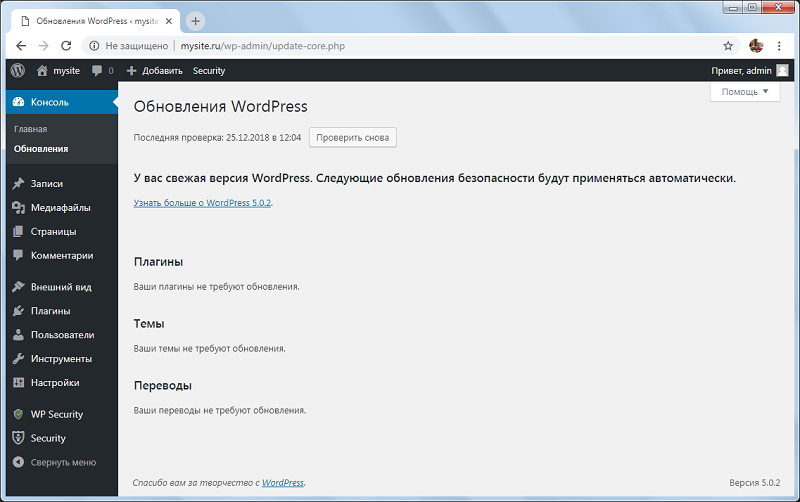 Обновления WordPress ‹ mysite
Не защищено | mysite.ru/wp-admin/update-core.php
mysite 0 Добавить Security Привет, admin
Консоль
Главная
Обновления
Записи
Медиафайлы
Страницы
Комментарии
Внешний вид
Плагины
Пользователи
Инструменты
Настройки
WP Security
Security
Свернуть меню
Помощь
Обновления WordPress
Последняя проверка: 25.12.2018 в 12:04 Проверить снова
У вас свежая версия WordPress. Следующие обновления безопасности будут применяться автоматически.
Узнать больше о WordPress 5.0.2.
Плагины
Ваши плагины не требуют обновления.
Темы
Ваши темы не требуют обновления.
Переводы
Ваши переводы не требуют обновления.
Спасибо вам за творчество с WordPress. Версия 5.0.2